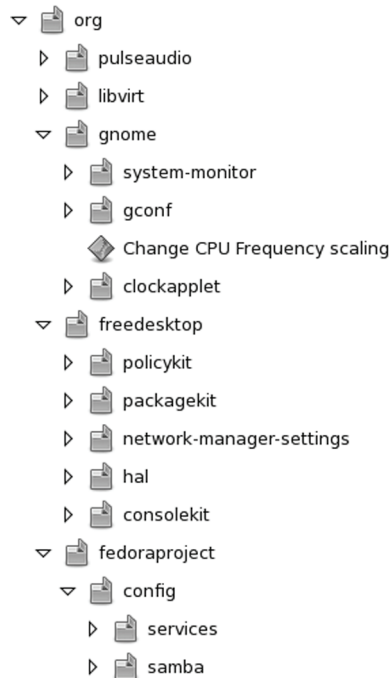 org
pulseaudio
libvirt
gnome
system-monitor
gconf
Change CPU Frequency scaling
clockapplet
freedesktop
policykit
packagekit
network-manager-settings
hal
consolekit
fedoraproject
config
services
samba